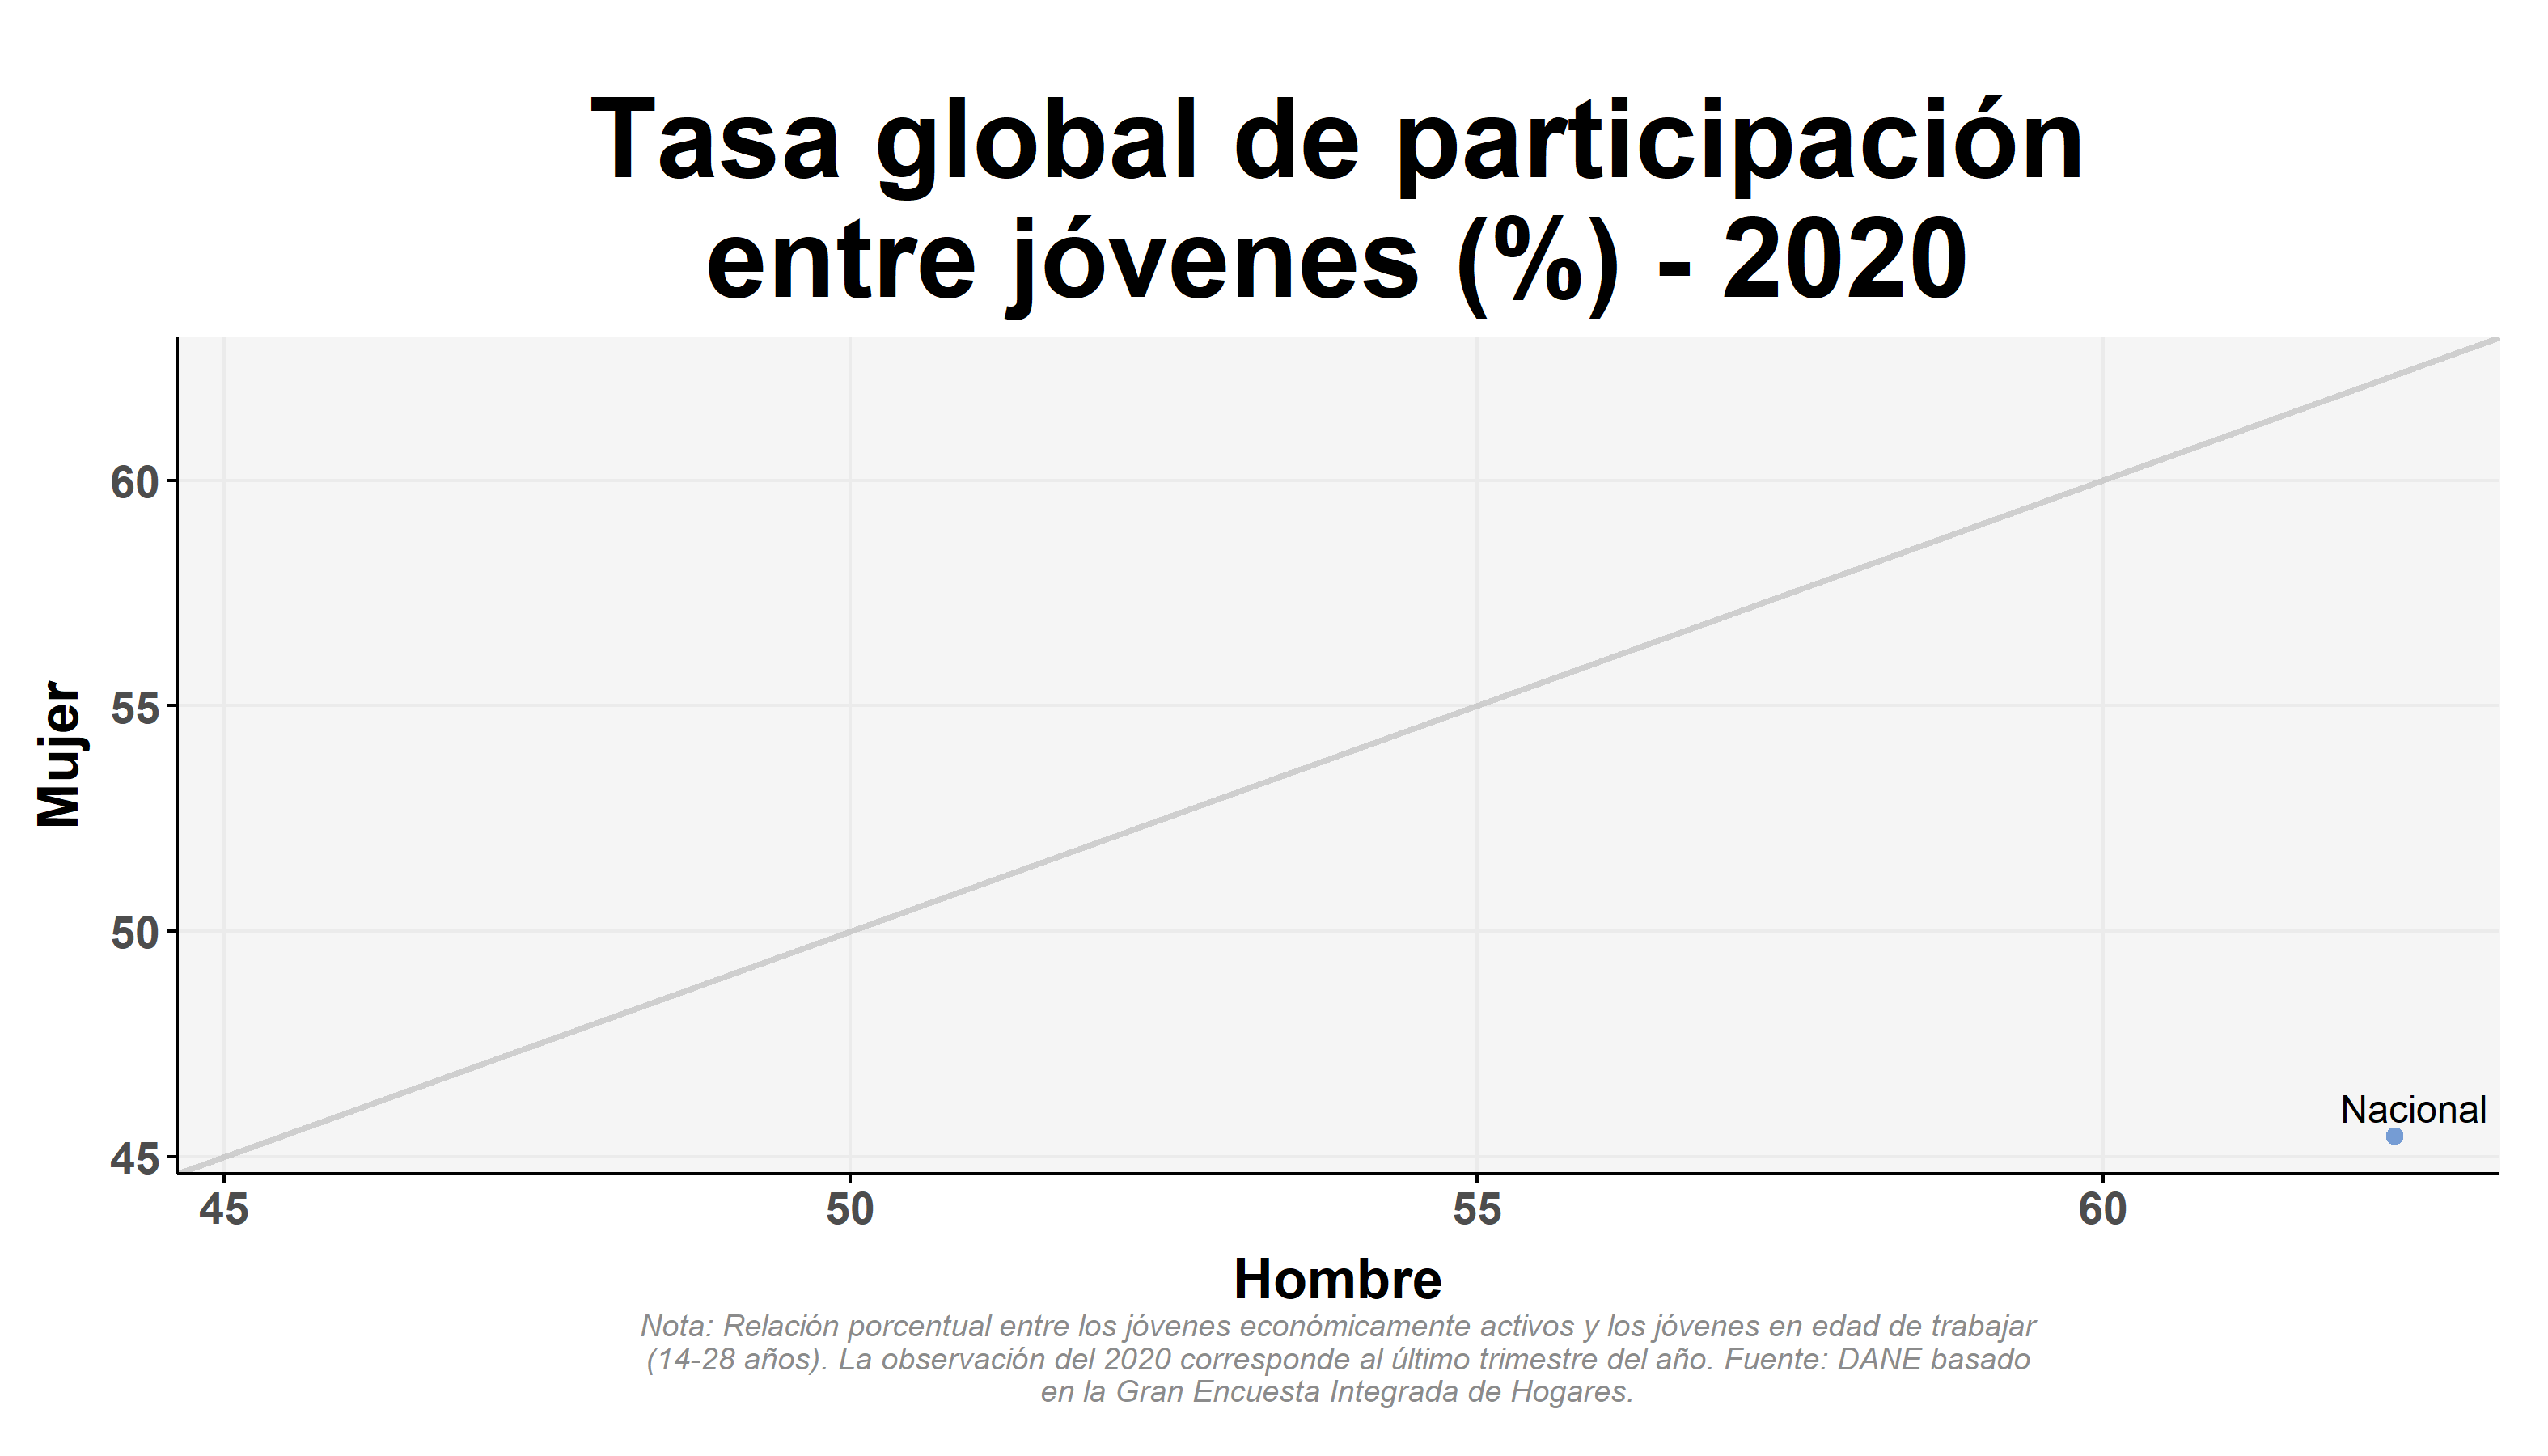 Tasa global de participación
entre jóvenes (%) - 2020
Mujer
60
55
50
45
Nacional
45
50
55
60
Hombre
Nota: Relación porcentual entre los jóvenes económicamente activos y los jóvenes en edad de trabajar
(14-28 años). La observación del 2020 corresponde al último trimestre del año. Fuente: DANE basado
en la Gran Encuesta Integrada de Hogares.